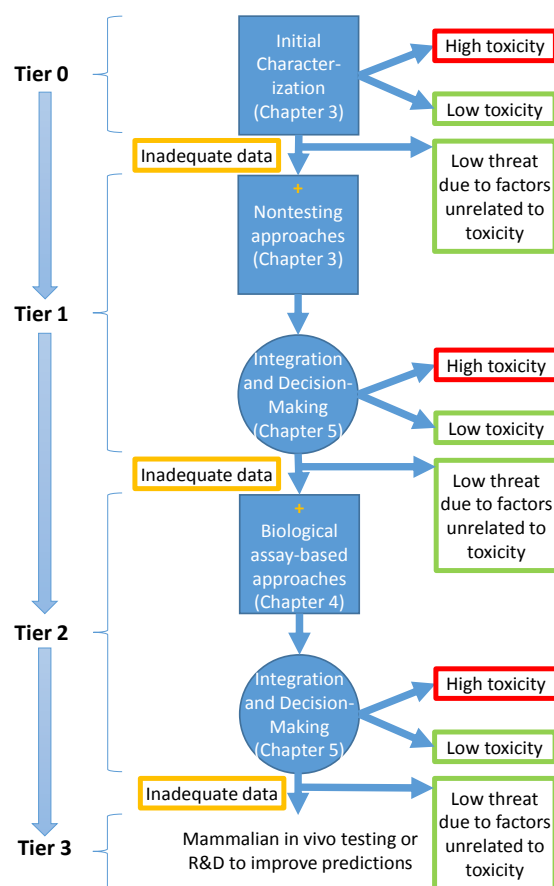 Tier 0
Initial
Character-
ization
(Chapter 3)
High toxicity
Low toxicity
Inadequate data
Low threat
due to factors
unrelated to
toxicity
+
Nontesting
approaches
(Chapter 3)
Tier 1
Integration
and Decision-
Making
(Chapter 5)
High toxicity
Low toxicity
Inadequate data
Low threat
due to factors
unrelated to
toxicity
+
Biological
assay-based
approaches
(Chapter 4)
Tier 2
Integration
and Decision-
Making
(Chapter 5)
High toxicity
Low toxicity
Inadequate data
Low threat
due to factors
unrelated to
toxicity
Tier 3
Mammalian in vivo testing or
R&D to improve predictions